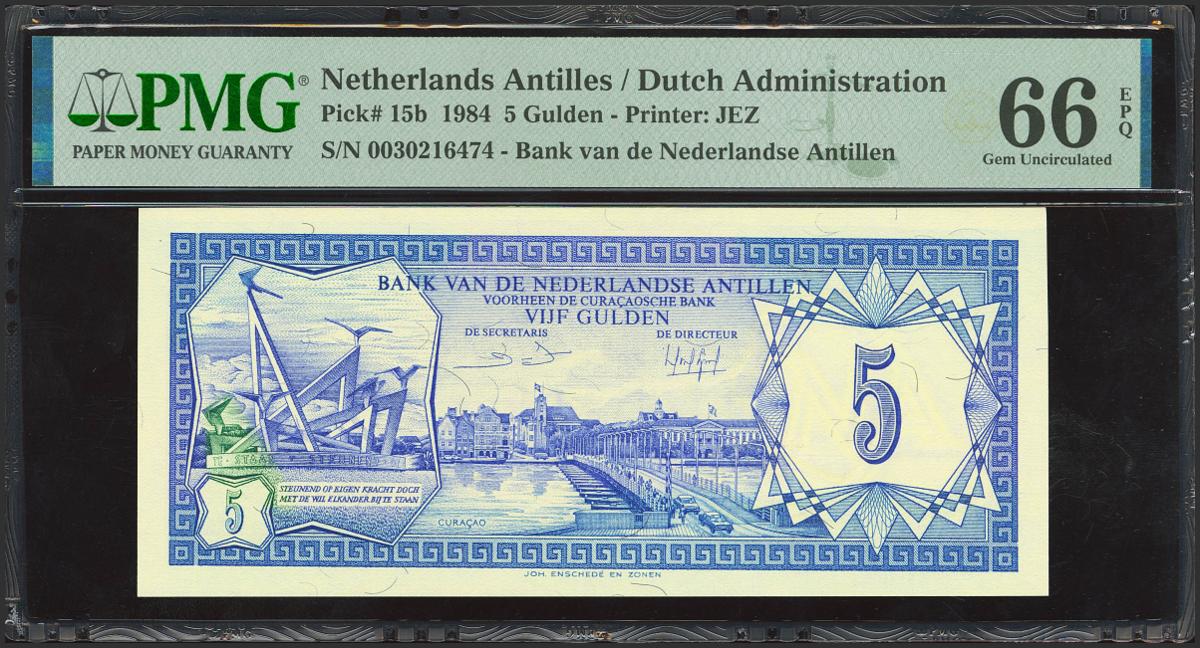 PMG®
PAPER MONEY GUARANTY
Netherlands Antilles / Dutch Administration
Pick# 15b 1984 5 Gulden - Printer: JEZ
S/N 0030216474 - Bank van de Nederlandse Antillen
66
EPQ
Gem Uncirculated
BANK VAN DE NEDERLANDSE ANTILLEN
VOORHEEN DE CURAÇAOSCHE BANK
VIJF GULDEN
DE SECRETARIS DE DIRECTEUR
5
STEUNEND OP EIGEN KRACHT DOCH
MET DE WIL ELKANDER BIJ TE STAAN
5
CURAÇAO
JOH. ENSCHEDÉ EN ZONEN